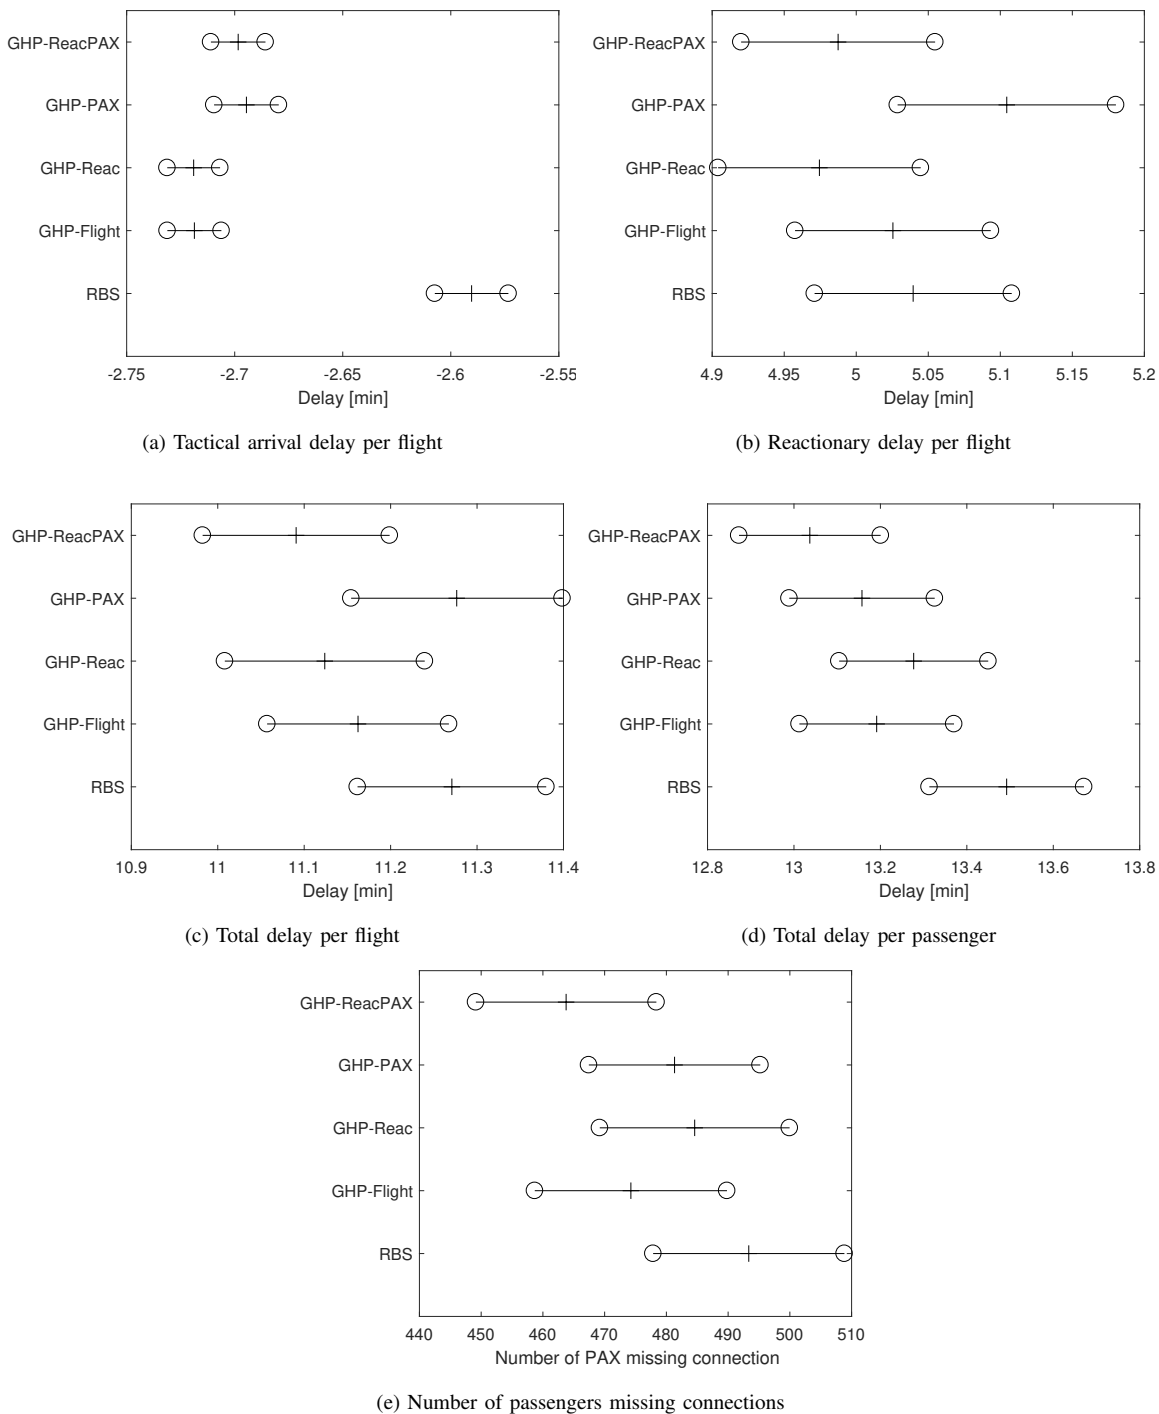 GHP-ReacPAX
GHP-PAX
GHP-Reac
GHP-Flight
RBS
-2.75 -2.7 -2.65 -2.6 -2.55
Delay [min]
(a) Tactical arrival delay per flight
GHP-ReacPAX
GHP-PAX
GHP-Reac
GHP-Flight
RBS
4.9 4.95 5 5.05 5.1 5.15 5.2
Delay [min]
(b) Reactionary delay per flight
GHP-ReacPAX
GHP-PAX
GHP-Reac
GHP-Flight
RBS
10.9 11 11.1 11.2 11.3 11.4
Delay [min]
(c) Total delay per flight
GHP-ReacPAX
GHP-PAX
GHP-Reac
GHP-Flight
RBS
12.8 13 13.2 13.4 13.6 13.8
Delay [min]
(d) Total delay per passenger
GHP-ReacPAX
GHP-PAX
GHP-Reac
GHP-Flight
RBS
440 450 460 470 480 490 500 510
Number of PAX missing connection
(e) Number of passengers missing connections